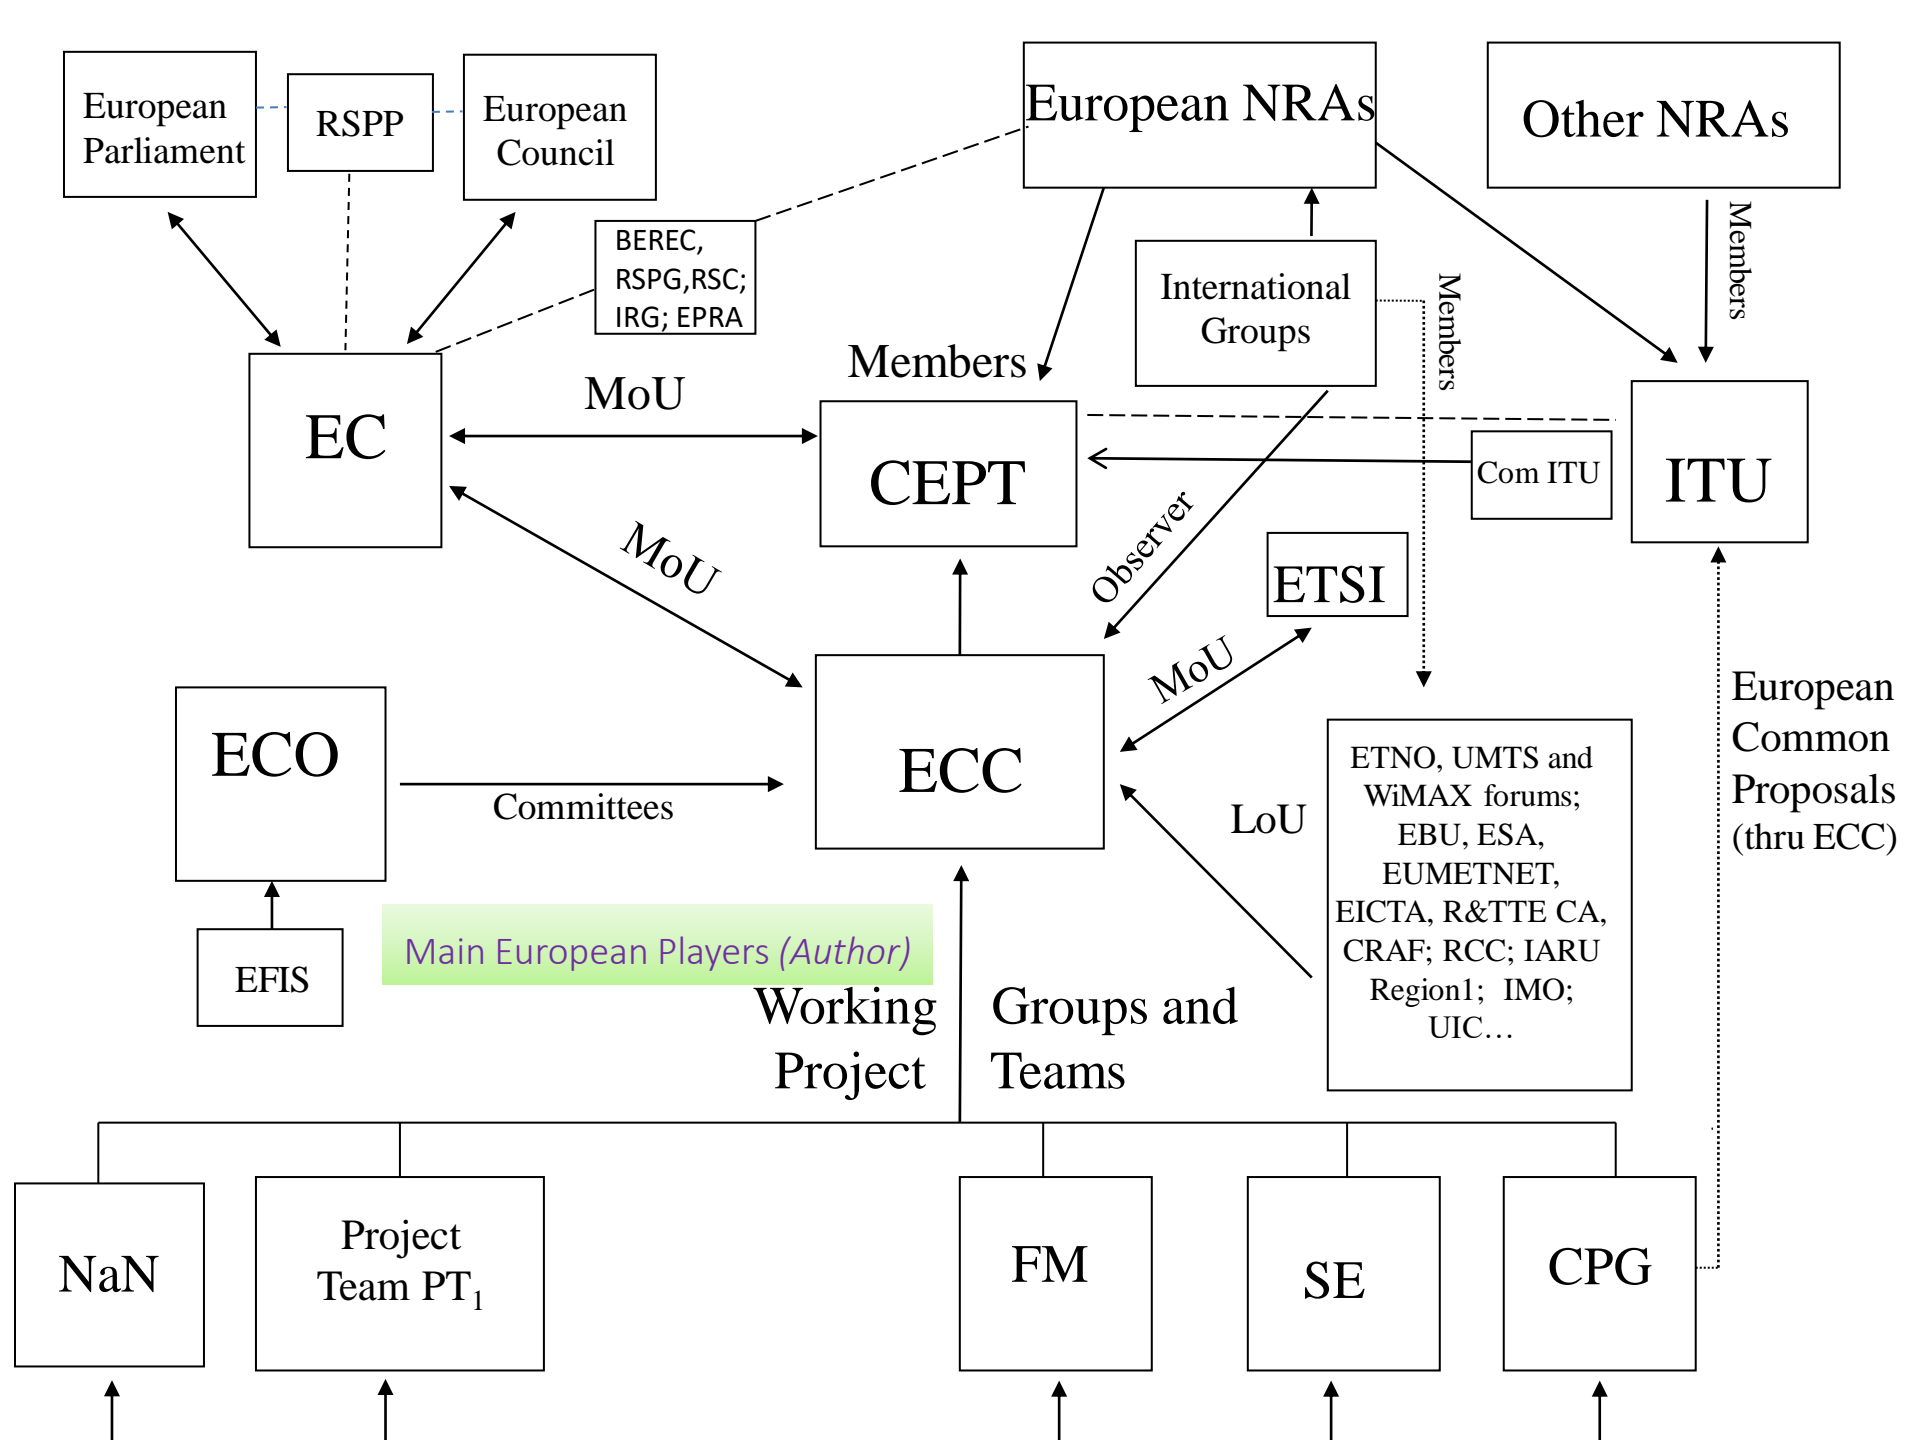 European
Parliament
RSPP
European
Council
European NRAs
Other NRAs
BEREC,
RSPG,RSC;
IRG; EPRA
International
Groups
Members
Members
Members
EC
MoU
CEPT
Com ITU
ITU
MoU
Observer
ETSI
MoU
ECO
Committees
ECC
LoU
ETNO, UMTS and
WiMAX forums;
EBU, ESA,
EUMETNET,
EICTA, R&TTE CA,
CRAF; RCC; IARU
Region1; IMO;
UIC…
European
Common
Proposals
(thru ECC)
EFIS
Main European Players (Author)
Working Groups and
Project Teams
NaN
Project
Team PT1
FM
SE
CPG